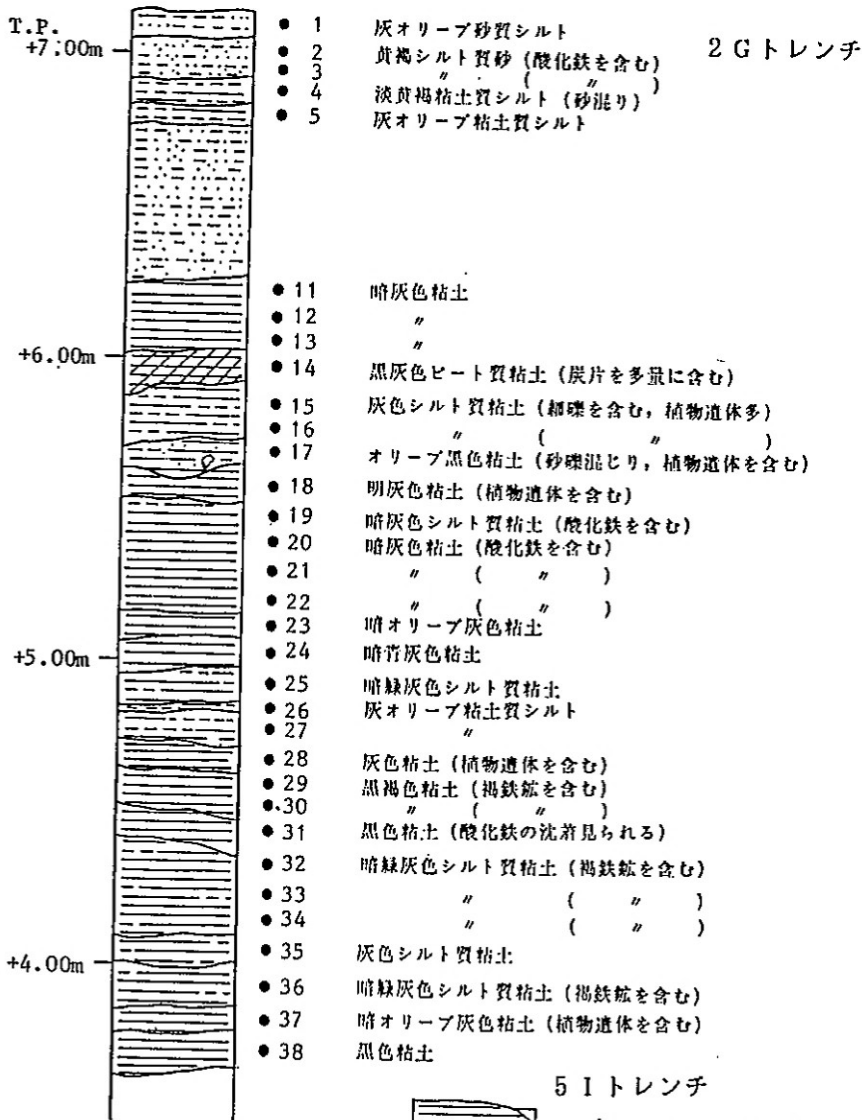 T.P.
2Gトレンチ
+7.00m
1 灰オリーブ砂質シルト
2 黄褐シルト質砂(酸化鉄を含む)
3 〃 ( 〃 )
4 淡黄褐粘土質シルト(砂混り)
5 灰オリーブ粘土質シルト
11 暗灰色粘土
12 〃
13 〃
+6.00m
14 黒灰色ピート質粘土(炭片を多量に含む)
15 灰色シルト質粘土(細礫を含む,植物遺体多)
16 〃 ( 〃 )
17 オリーブ黒色粘土(砂礫混じり,植物遺体を含む)
18 明灰色粘土(植物遺体を含む)
19 暗灰色シルト質粘土(酸化鉄を含む)
20 暗灰色粘土(酸化鉄を含む)
21 〃 ( 〃 )
22 〃 ( 〃 )
23 暗オリーブ灰色粘土
+5.00m
24 暗青灰色粘土
25 暗緑灰色シルト質粘土
26 灰オリーブ粘土質シルト
27 〃
28 灰色粘土(植物遺体を含む)
29 黒褐色粘土(褐鉄鉱を含む)
30 〃 ( 〃 )
31 黒色粘土(酸化鉄の沈着見られる)
32 暗緑灰色シルト質粘土(褐鉄鉱を含む)
33 〃 ( 〃 )
34 〃 ( 〃 )
35 灰色シルト質粘土
+4.00m
36 暗緑灰色シルト質粘土(褐鉄鉱を含む)
37 暗オリーブ灰色粘土(植物遺体を含む)
38 黒色粘土
5Iトレンチ